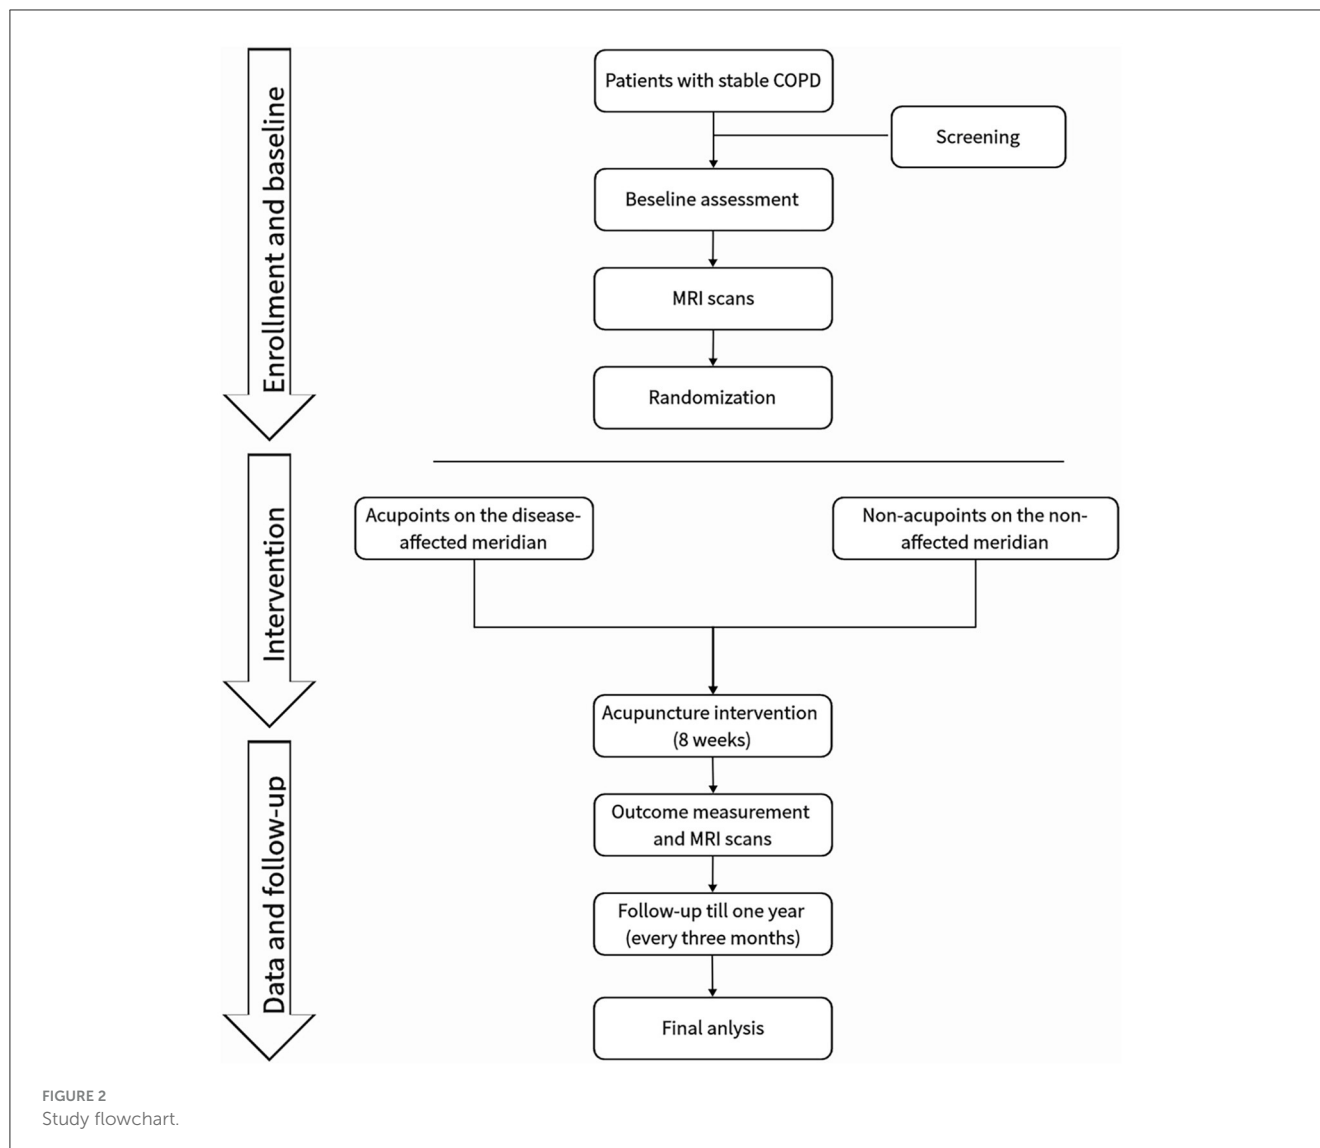 Enrollment and baseline
Patients with stable COPD
Screening
Beseline assessment
MRI scans
Randomization
Intervention
Acupoints on the disease-
affected meridian
Non-acupoints on the non-
affected meridian
Acupuncture intervention
(8 weeks)
Data and follow-up
Outcome measurement
and MRI scans
Follow-up till one year
(every three months)
Final anlysis
FIGURE 2
Study flowchart.